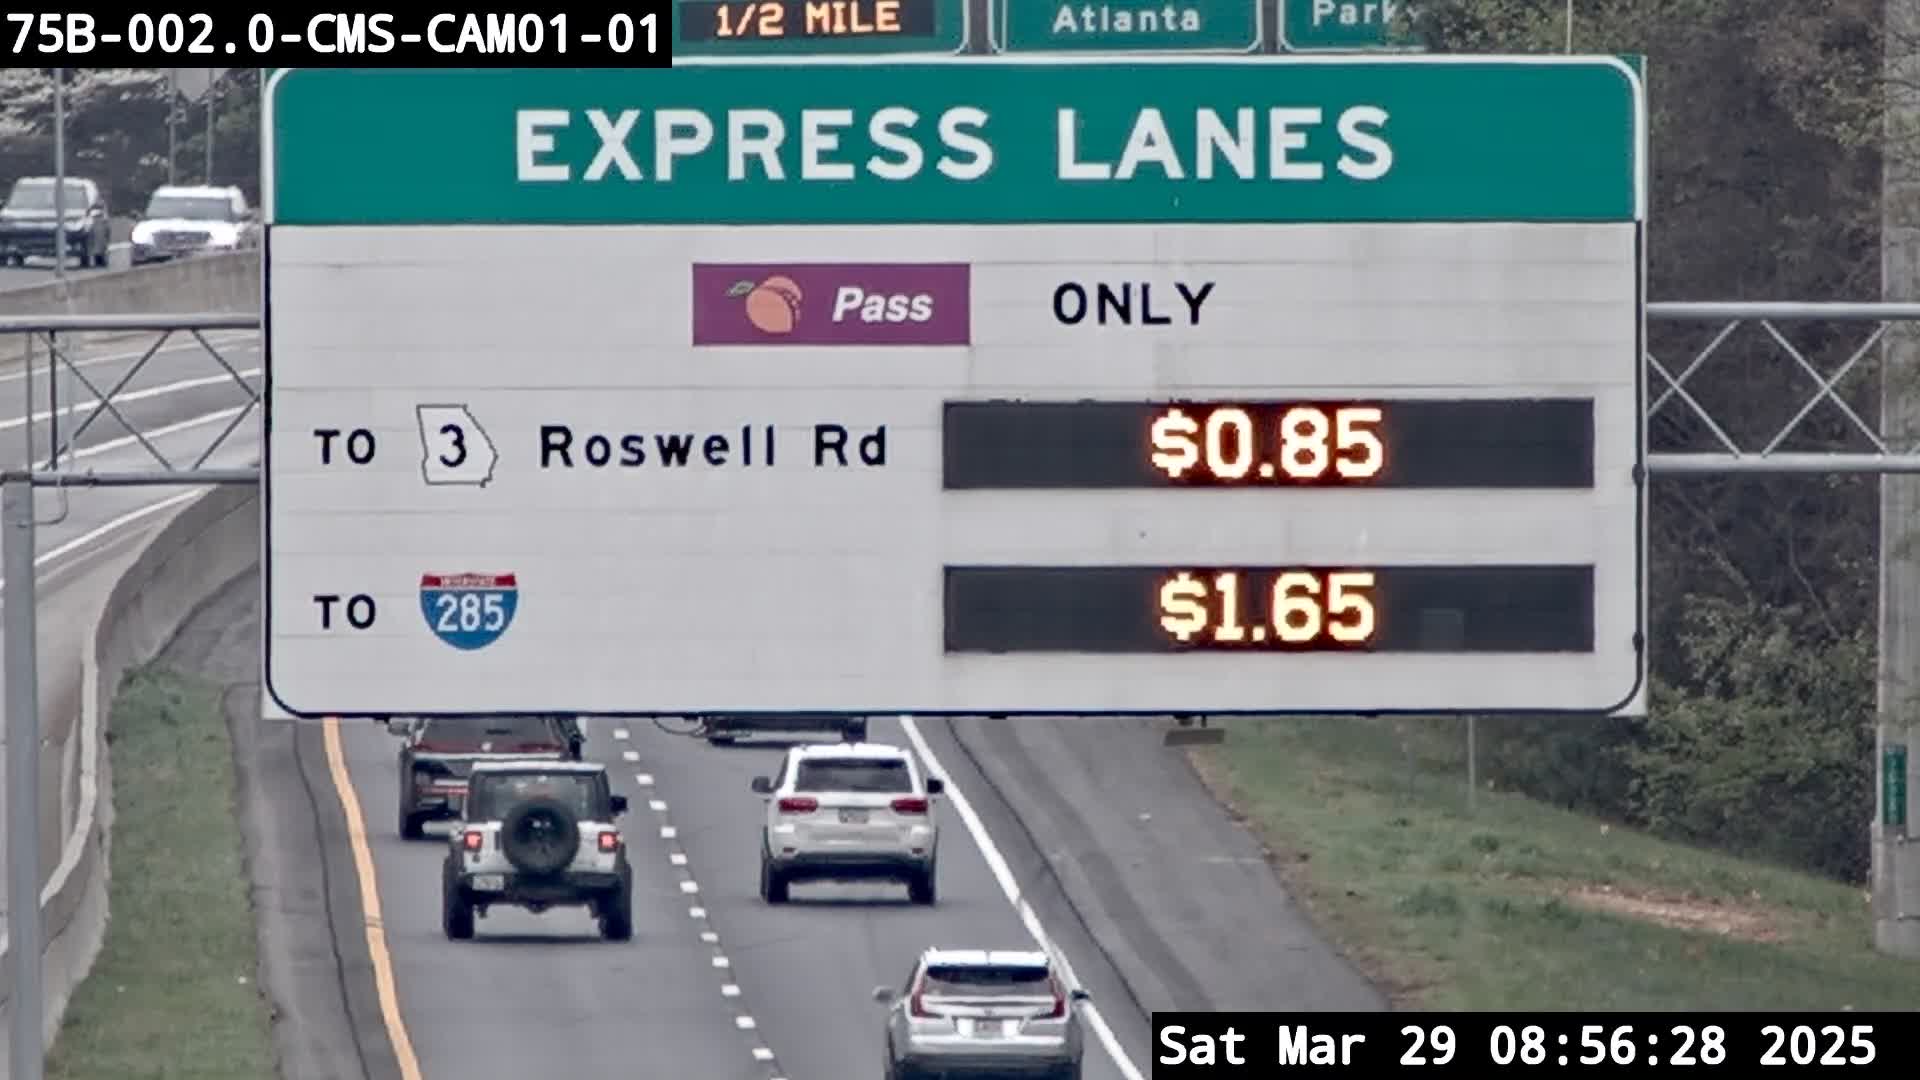 75B-002.0-CMS-CAM01-01
1/2 MILE
Atlanta
EXPRESS LANES
Pass ONLY
TO 3 Roswell Rd $0.85
TO INTERSTATE 285 $1.65
Sat Mar 29 08:56:28 2025